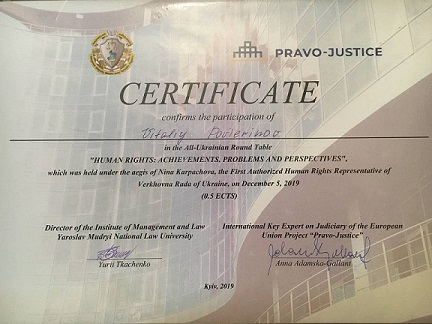 PRAVO-JUSTICE
CERTIFICATE
confirms the participation of
Vitaliy
in the All-Ukrainian Round Table
"HUMAN RIGHTS: ACHIEVEMENTS, PROBLEMS AND PERSPECTIVES",
which was held under the aegis of Nina Karpachova, the First Authorized Human Rights Representative of
Verkhovna Rada of Ukraine, on December 5, 2019
(0.5 ECTS)
Director of the Institute of Management and Law
Yaroslav Mudryi National Law University
Yurii Tkachenko
International Key Expert on Judiciary of the European
Union Project "Pravo-Justice"
Anna Adamska-Gallant
Kyiv, 2019